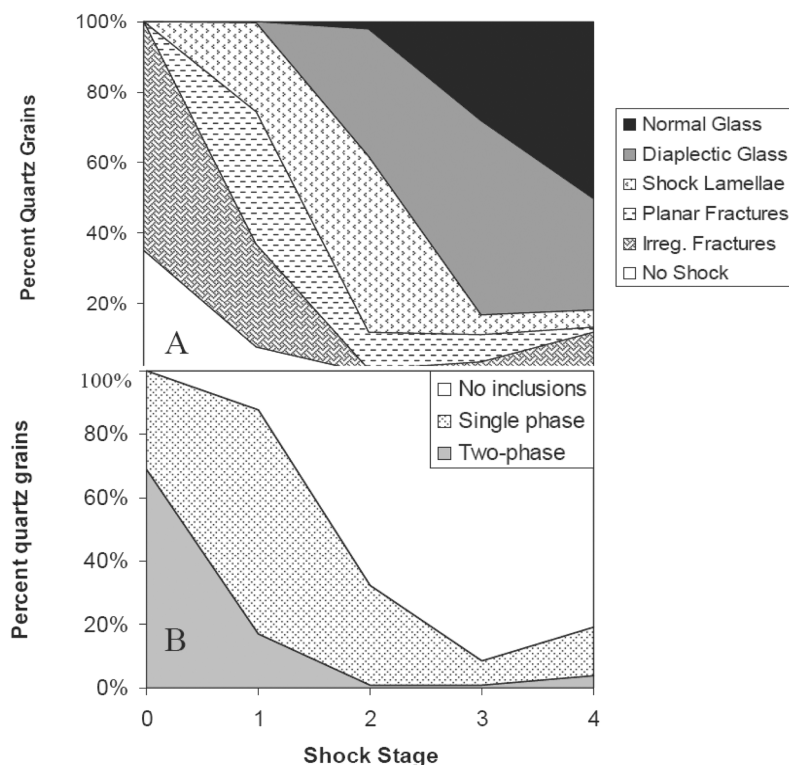 100%
80%
60%
40%
20%
Percent Quartz Grains
A
Normal Glass
Diaplectic Glass
Shock Lamellae
Planar Fractures
Irreg. Fractures
No Shock
100%
80%
60%
40%
20%
0%
Percent quartz grains
B
No inclusions
Single phase
Two-phase
0 1 2 3 4
Shock Stage